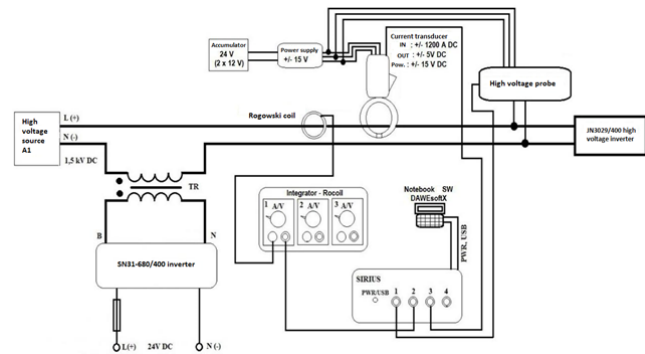 Accumulator
24 V
(2 x 12 V)
Power supply
+/- 15 V
Current transducer
IN : +/- 1200 A DC
OUT : +/- 5V DC
Pow. : +/- 15 V DC
High voltage probe
High
voltage
source
A1
L (+)
N (-)
1,5 kV DC
Rogowski coil
JN3029/400 high
voltage inverter
TR
B
N
SN31-680/400 inverter
L(+)
24V DC
N (-)
Integrator - Rocoil
1 A/V
2 A/V
3 A/V
Notebook SW
DAWEsoftX
PWR, USB
SIRIUS
PWR/USB
1
2
3
4